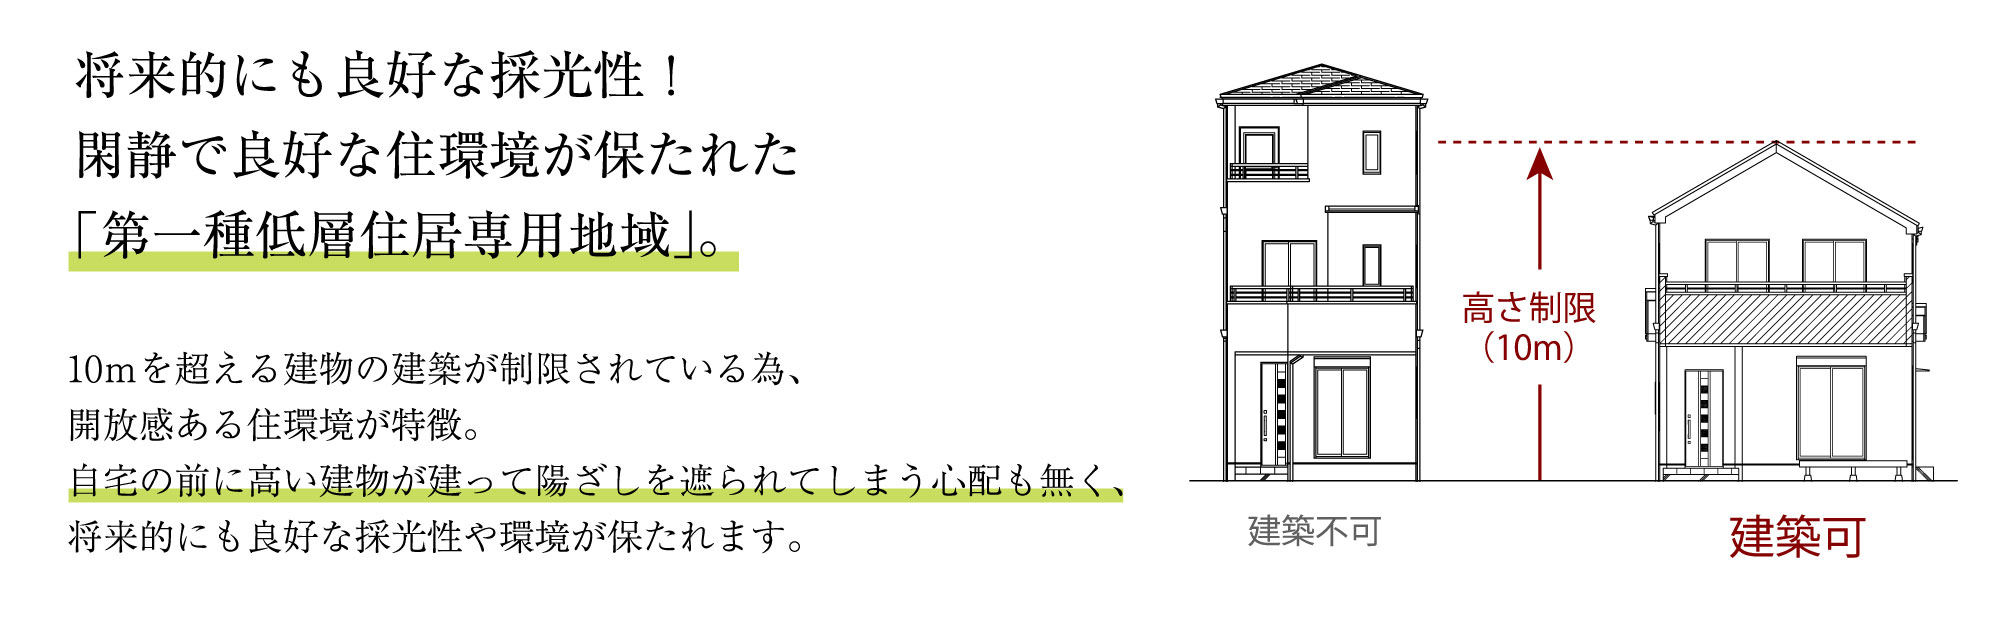 将来的にも良好な採光性！
閑静で良好な住環境が保たれた
「第一種低層住居専用地域」。
10mを超える建物の建築が制限されている為、
開放感ある住環境が特徴。
自宅の前に高い建物が建って陽ざしを遮られてしまう心配も無く、
将来的にも良好な採光性や環境が保たれます。
高さ制限
（10m）
建築不可
建築可